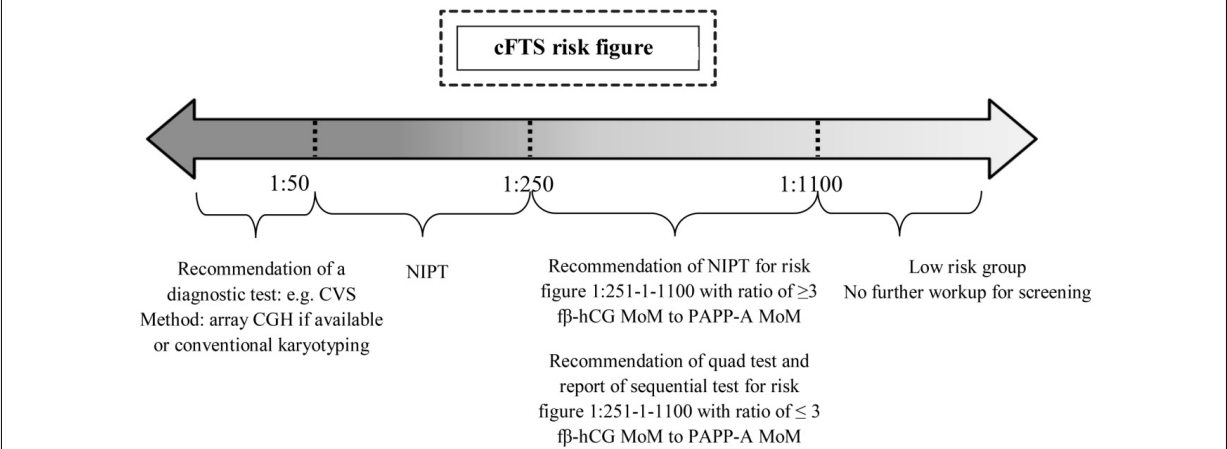 cFTS risk figure
1:50
1:250
1:1100
Recommendation of a
diagnostic test: e.g. CVS
Method: array CGH if available
or conventional karyotyping
NIPT
Recommendation of NIPT for risk
figure 1:251-1-1100 with ratio of ≥3
fβ-hCG MoM to PAPP-A MoM
Recommendation of quad test and
report of sequential test for risk
figure 1:251-1-1100 with ratio of ≤ 3
fβ-hCG MoM to PAPP-A MoM
Low risk group
No further workup for screening